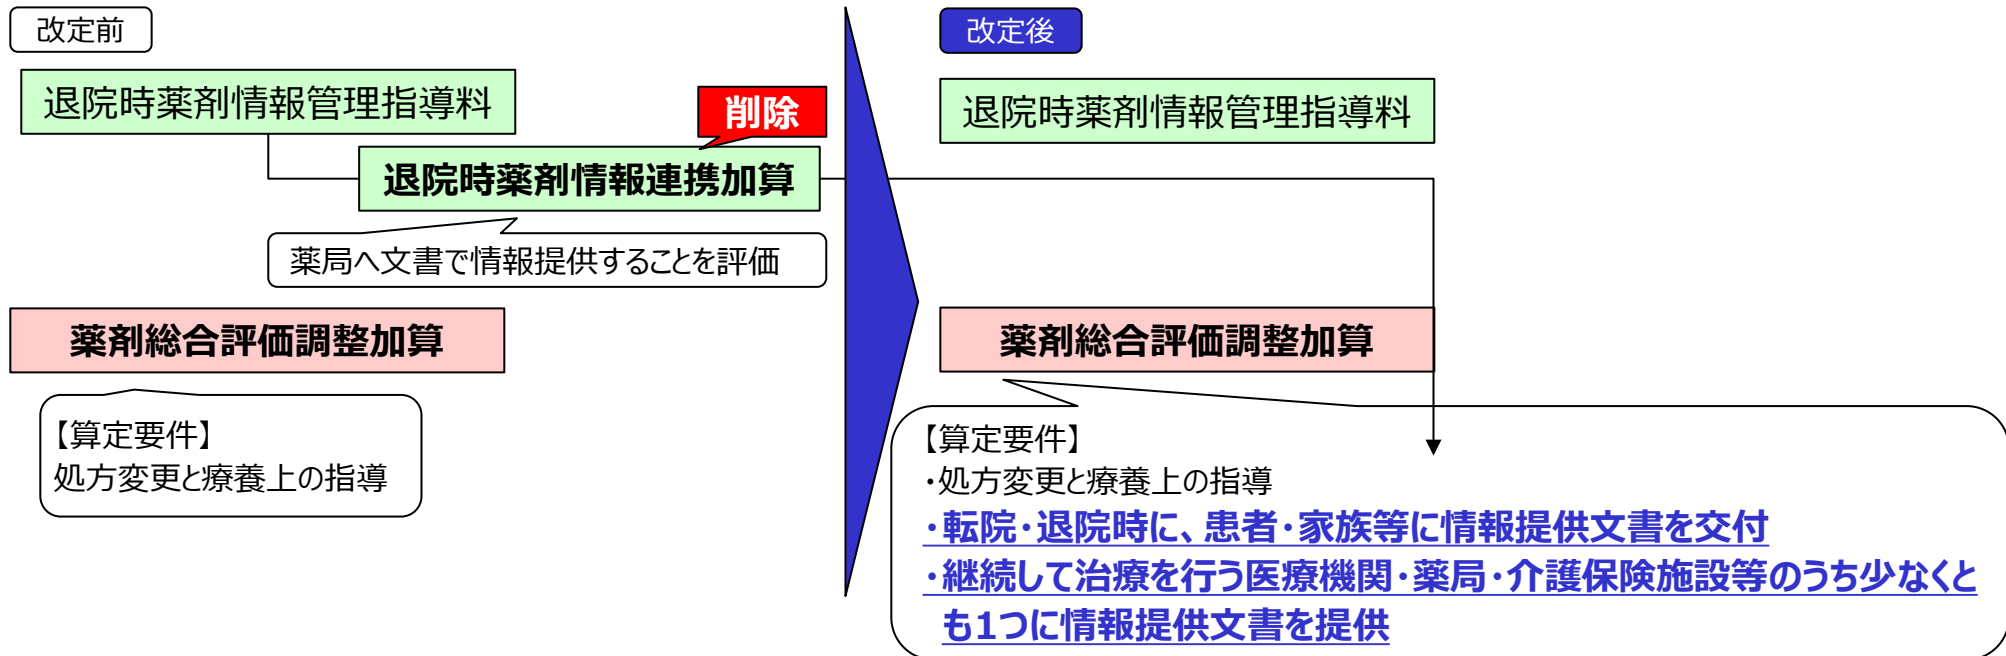 改定前
退院時薬剤情報管理指導料
削除
退院時薬剤情報連携加算
薬局へ文書で情報提供することを評価
薬剤総合評価調整加算
【算定要件】
処方変更と療養上の指導
改定後
退院時薬剤情報管理指導料
薬剤総合評価調整加算
【算定要件】
・処方変更と療養上の指導
・転院・退院時に、患者・家族等に情報提供文書を交付
・継続して治療を行う医療機関・薬局・介護保険施設等のうち少なくと
も1つに情報提供文書を提供